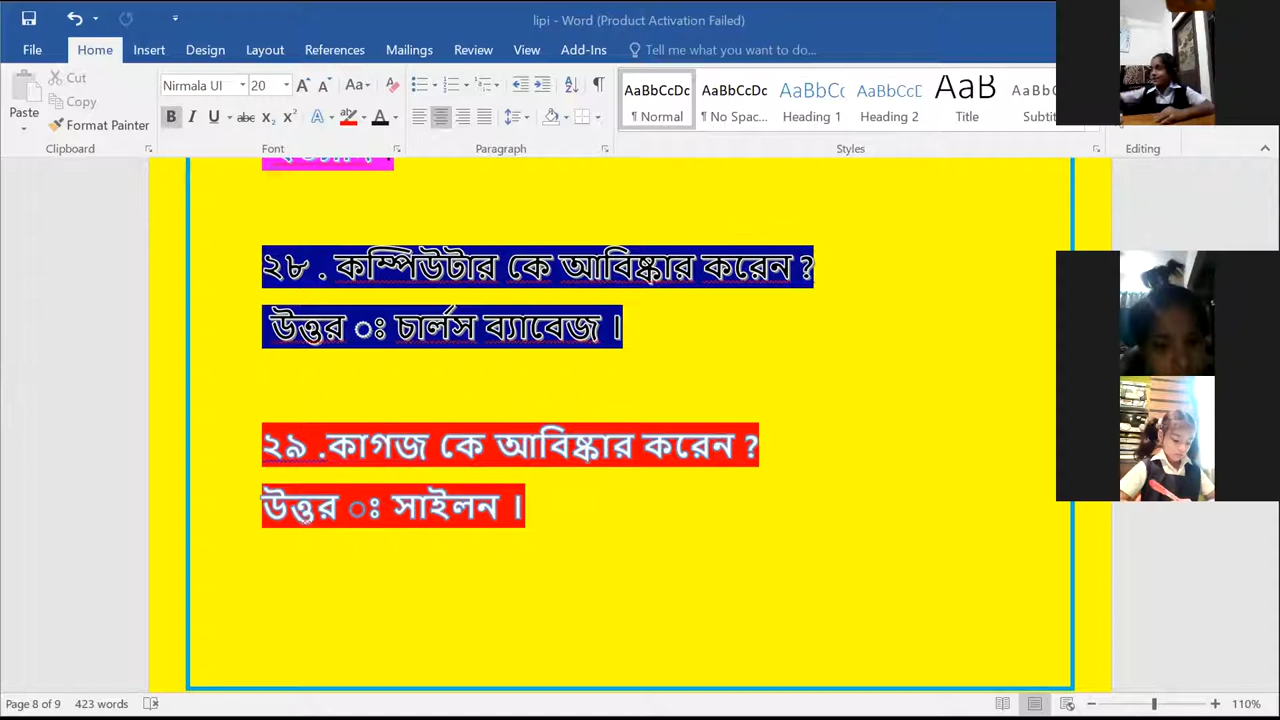 lipi - Word (Product Activation Failed)
File Home Insert Design Layout References Mailings Review View Add-Ins Tell me what you want to do...
Paste Cut Copy Format Painter
Nirmala UI 20
AaBbCcDc AaBbCcDc AaBbCc AaBbCcD AaB
¶ Normal ¶ No Spac... Heading 1 Heading 2 Title
Clipboard Font Paragraph Styles Editing
২৮ . কম্পিউটার কে আবিষ্কার করেন ?
উত্তর ঃ চার্লস ব্যাবেজ ।
২৯ .কাগজ কে আবিষ্কার করেন ?
উত্তর ঃ সাইলন ।
Page 8 of 9 423 words 110%